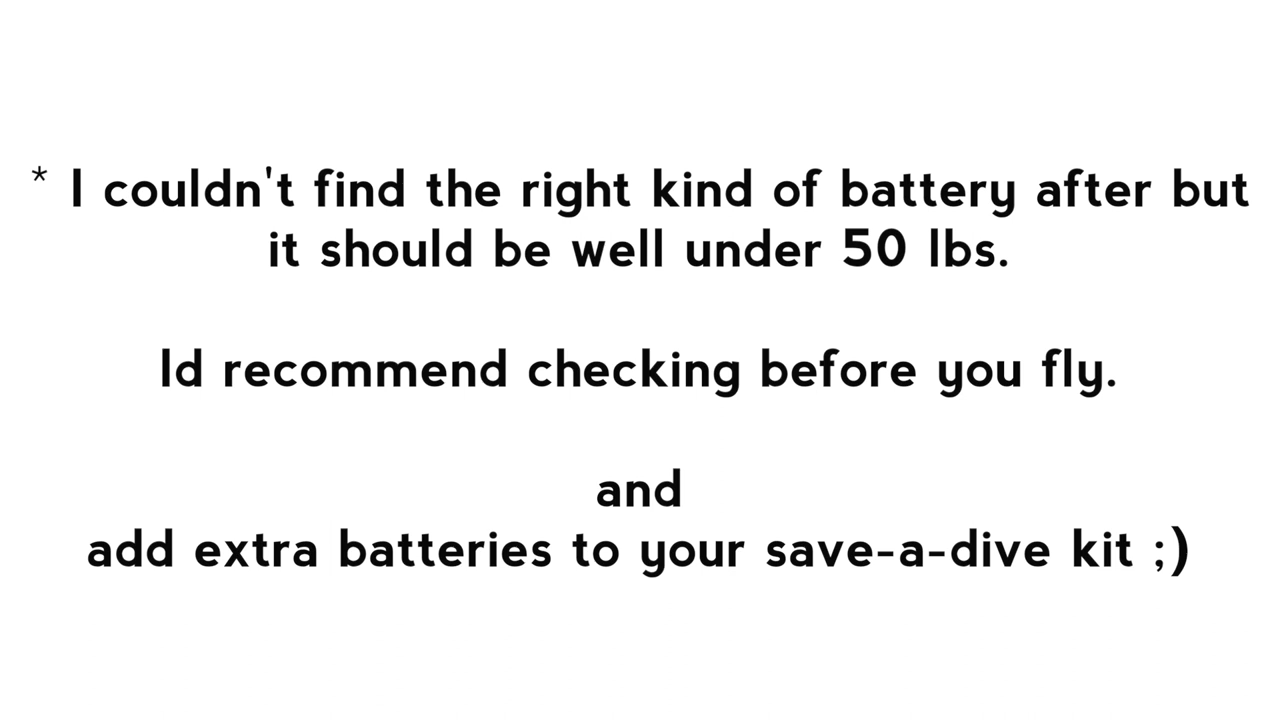 * I couldn't find the right kind of battery after but
it should be well under 50 lbs.
Id recommend checking before you fly.
and
add extra batteries to your save-a-dive kit ;)